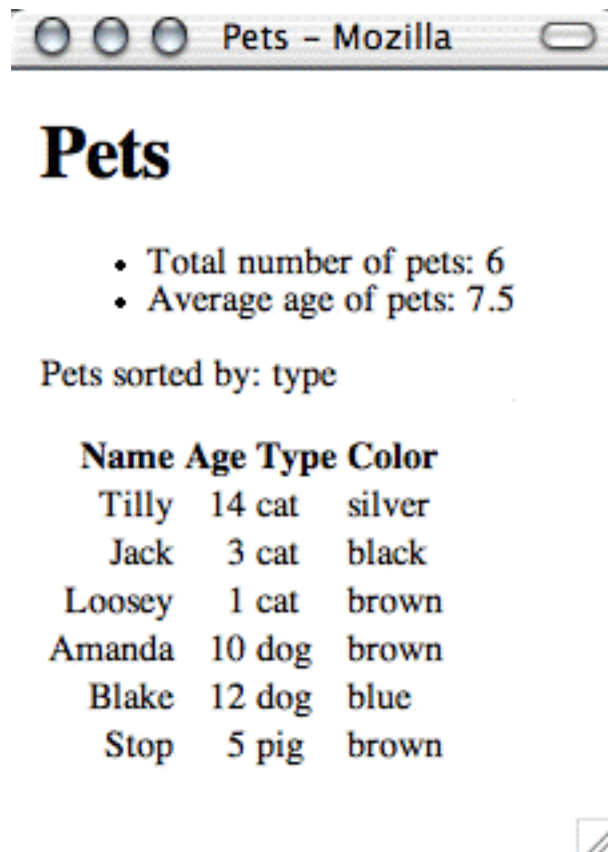 Pets – Mozilla
Pets
• Total number of pets: 6
• Average age of pets: 7.5
Pets sorted by: type
Name Age Type Color
Tilly 14 cat silver
Jack 3 cat black
Loosey 1 cat brown
Amanda 10 dog brown
Blake 12 dog blue
Stop 5 pig brown